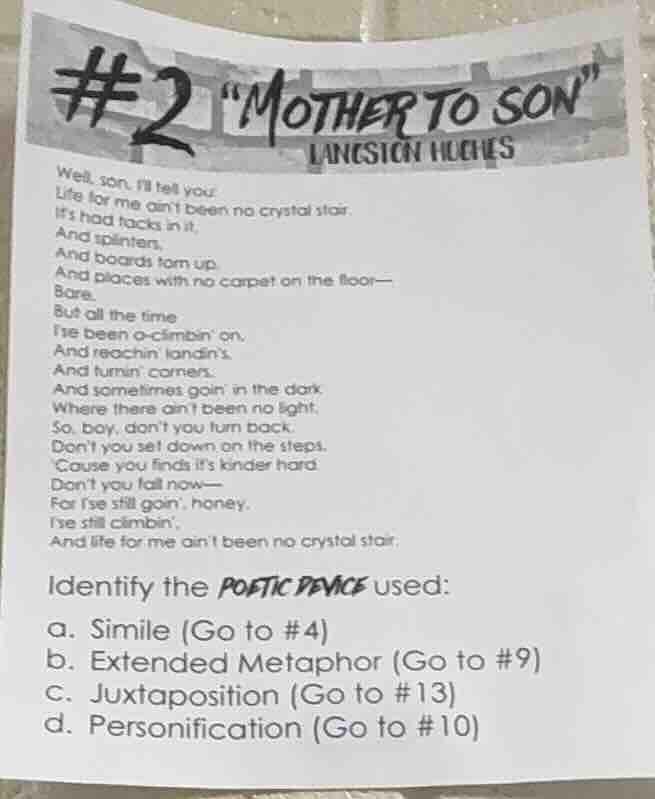 #2 "MOTHER TO SON"
LANGSTON HUGHES
Well, son, I'll tell you:
Life for me ain't been no crystal stair.
It's had tacks in it,
And splinters,
And boards torn up,
And places with no carpet on the floor—
Bare.
But all the time
I'se been a-climbin' on,
And reachin' landin's,
And turnin' corners,
And sometimes goin' in the dark
Where there ain't been no light.
So, boy, don't you turn back.
Don't you set down on the steps.
'Cause you finds it's kinder hard.
Don't you fall now—
For I'se still goin', honey,
I'se still climbin',
And life for me ain't been no crystal stair.
Identify the POETIC DEVICE used:
a. Simile (Go to #4)
b. Extended Metaphor (Go to #9)
c. Juxtaposition (Go to #13)
d. Personification (Go to #10)